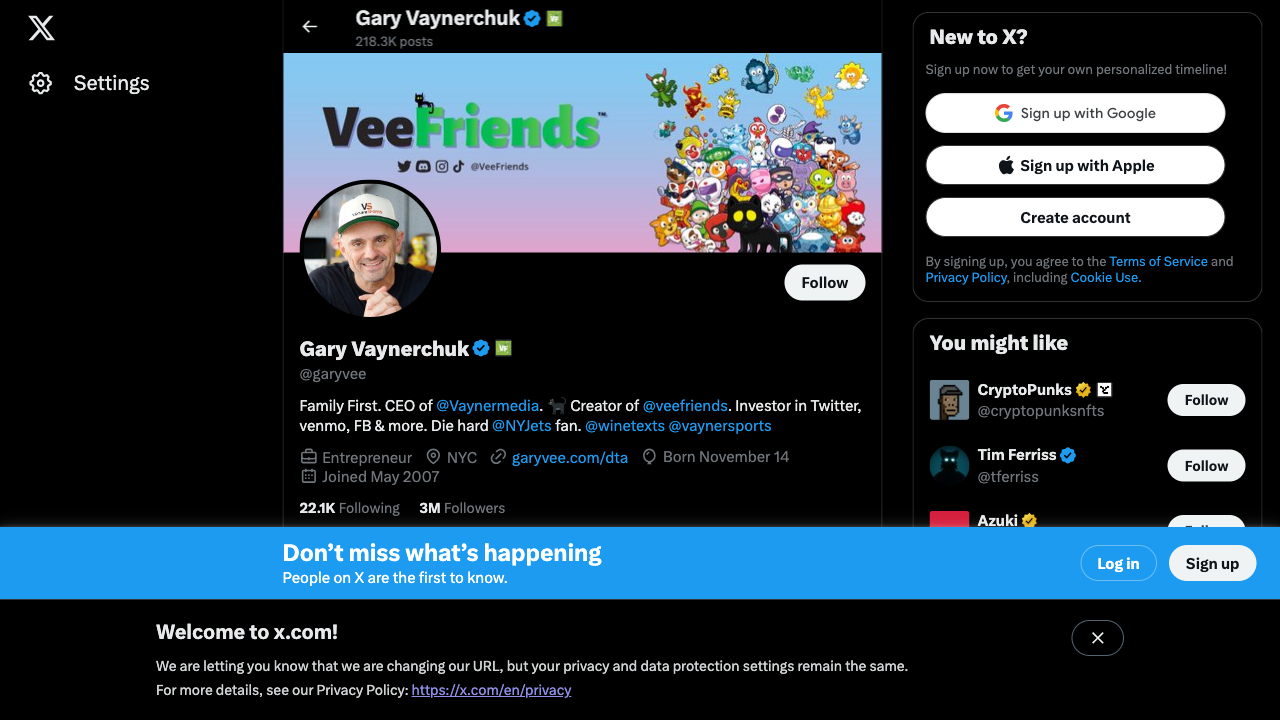 Settings
Gary Vaynerchuk
218.3K posts
VeeFriends™
@VeeFriends
VS
Follow
Gary Vaynerchuk VF
@garyvee
Family First. CEO of @Vaynermedia. 🐈‍⬛ Creator of @veefriends. Investor in Twitter,
venmo, FB & more. Die hard @NYJets fan. @winetexts @vaynersports
Entrepreneur NYC garyvee.com/dta Born November 14
Joined May 2007
22.1K Following 3M Followers
New to X?
Sign up now to get your own personalized timeline!
Sign up with Google
Sign up with Apple
Create account
By signing up, you agree to the Terms of Service and
Privacy Policy, including Cookie Use.
You might like
CryptoPunks
@cryptopunksnfts
Follow
Tim Ferriss
@tferriss
Follow
Azuki
Don’t miss what’s happening
People on X are the first to know.
Log in
Sign up
Welcome to x.com!
We are letting you know that we are changing our URL, but your privacy and data protection settings remain the same.
For more details, see our Privacy Policy: https://x.com/en/privacy